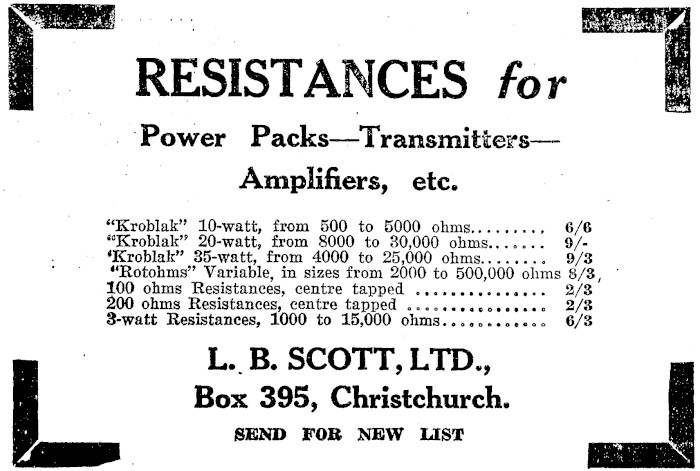 RESISTANCES for
Power Packs—Transmitters—
Amplifiers, etc.
"Kroblak" 10-watt, from 500 to 5000 ohms......... 6/6
"Kroblak" 20-watt, from 8000 to 30,000 ohms....... 9/-
'Kroblak" 35-watt, from 4000 to 25,000 ohms........ 9/3
"Rotohms" Variable, in sizes from 2000 to 500,000 ohms 8/3,
100 ohms Resistances, centre tapped ............... 2/3
200 ohms Resistances, centre tapped ............... 2/3
3-watt Resistances, 1000 to 15,000 ohms............ 6/3
L. B. SCOTT, LTD.,
Box 395, Christchurch.
SEND FOR NEW LIST